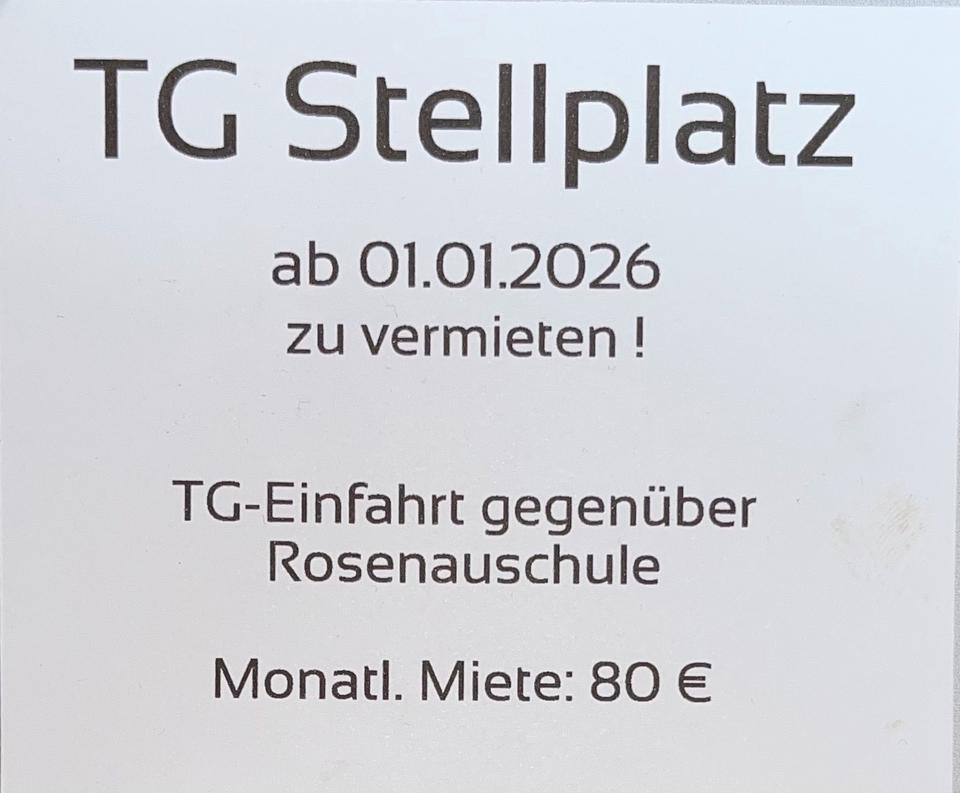 TG Stellplatz
ab 01.01.2026
zu vermieten !
TG-Einfahrt gegenüber
Rosenauschule
Monatl. Miete: 80 €